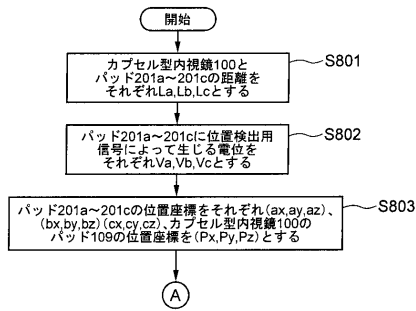 開始
カプセル型内視鏡100と
パッド201a～201cの距離を
それぞれLa,Lb,Lcとする
S801
パッド201a～201cに位置検出用
信号によって生じる電位を
それぞれVa,Vb,Vcとする
S802
パッド201a～201cの位置座標をそれぞれ(ax,ay,az)、
(bx,by,bz)(cx,cy,cz)、カプセル型内視鏡100の
パッド109の位置座標を(Px,Py,Pz)とする
S803
A